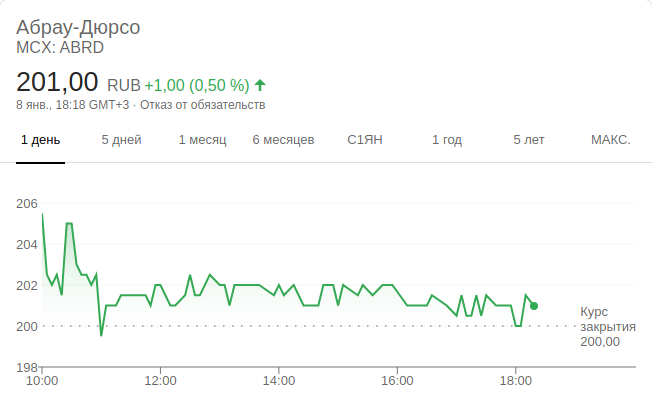 Абрау-Дюрсо
MCX: ABRD
201,00 RUB +1,00 (0,50 %) ↑
8 янв., 18:18 GMT+3 · Отказ от обязательств
1 день 5 дней 1 месяц 6 месяцев С1ЯН 1 год 5 лет МАКС.
206
204
202
200
198
Курс
закрытия
200,00
10:00 12:00 14:00 16:00 18:00